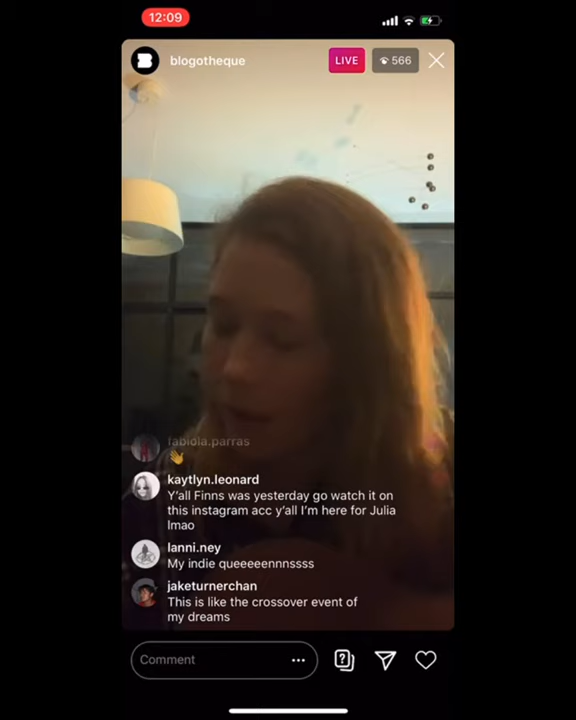 12:09
blogotheque
LIVE
566
fabiola.parras
kaytlyn.leonard
Y'all Finns was yesterday go watch it on
this instagram acc y'all I'm here for Julia
lmao
lanni.ney
My indie queeeeennnssss
jaketurnerchan
This is like the crossover event of
my dreams
Comment